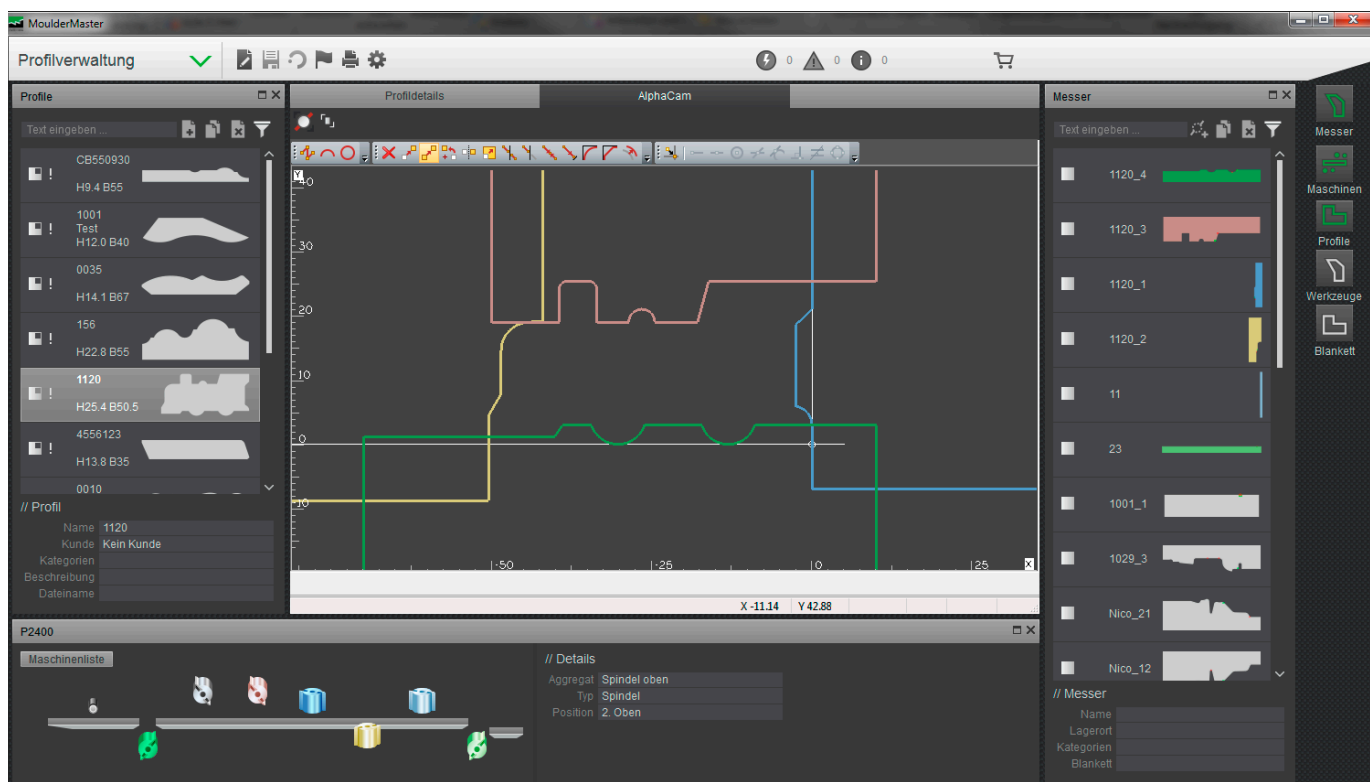 MoulderMaster
Profilverwaltung
0
0
0
Profile
Text eingeben ...
CB550930
H9.4 B55
1001
Test
H12.0 B40
0035
H14.1 B67
156
H22.8 B55
1120
H25.4 B50.5
4556123
H13.8 B35
0010
// Profil
Name 1120
Kunde Kein Kunde
Kategorien
Beschreibung
Dateiname
Profildetails
AlphaCam
Y
40
30
20
10
0
-10
-50
-25
0
25
X
X -11.14 Y 42.88
Messer
Text eingeben ...
1120_4
1120_3
1120_1
1120_2
11
23
1001_1
1029_3
Nico_21
Nico_12
// Messer
Name
Lagerort
Kategorien
Blankett
Messer
Maschinen
Profile
Werkzeuge
Blankett
P2400
Maschinenliste
// Details
Aggregat Spindel oben
Typ Spindel
Position 2. Oben